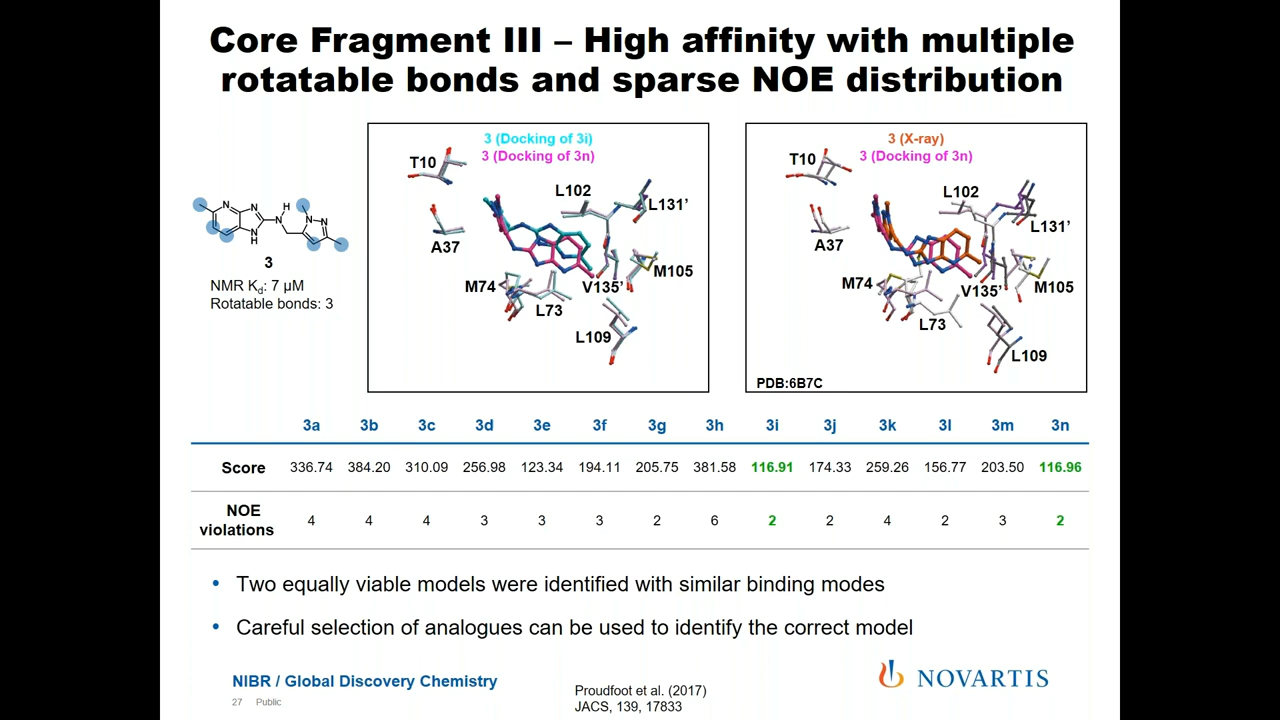 Core Fragment III – High affinity with multiple
rotatable bonds and sparse NOE distribution
N
N
H
N
N
N
N
H
3
NMR Kd: 7 µM
Rotatable bonds: 3
3 (Docking of 3i)
3 (Docking of 3n)
T10
L102
L131’
A37
M105
M74
V135’
L73
L109
3 (X-ray)
3 (Docking of 3n)
T10
L102
L131’
A37
M74
V135’
M105
L73
L109
PDB:6B7C
3a 3b 3c 3d 3e 3f 3g 3h 3i 3j 3k 3l 3m 3n
Score 336.74 384.20 310.09 256.98 123.34 194.11 205.75 381.58 116.91 174.33 259.26 156.77 203.50 116.96
NOE
violations 4 4 4 3 3 3 2 6 2 2 4 2 3 2
• Two equally viable models were identified with similar binding modes
• Careful selection of analogues can be used to identify the correct model
NIBR / Global Discovery Chemistry
27 Public
Proudfoot et al. (2017)
JACS, 139, 17833
NOVARTIS